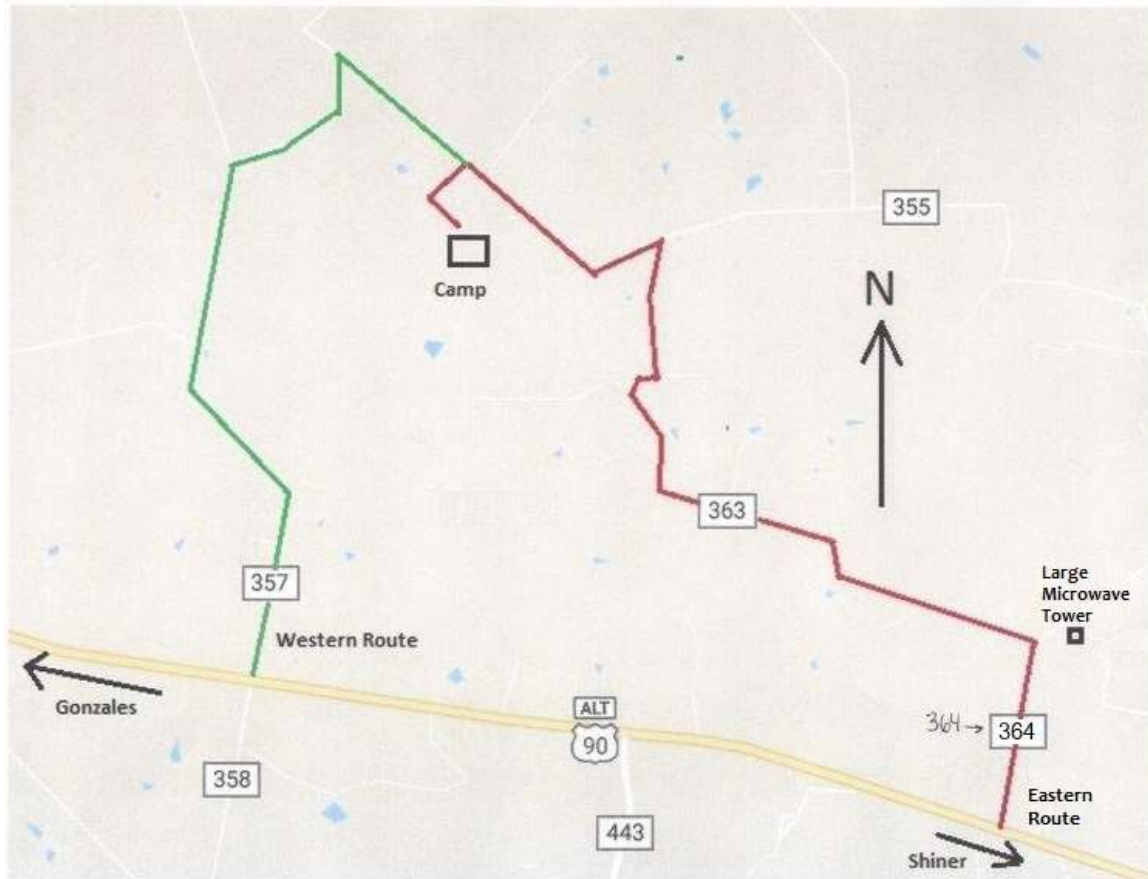 355
N
Camp
363
Large
Microwave
Tower
357
Western Route
Gonzales
ALT
90
364→
364
358
Eastern
Route
443
Shiner